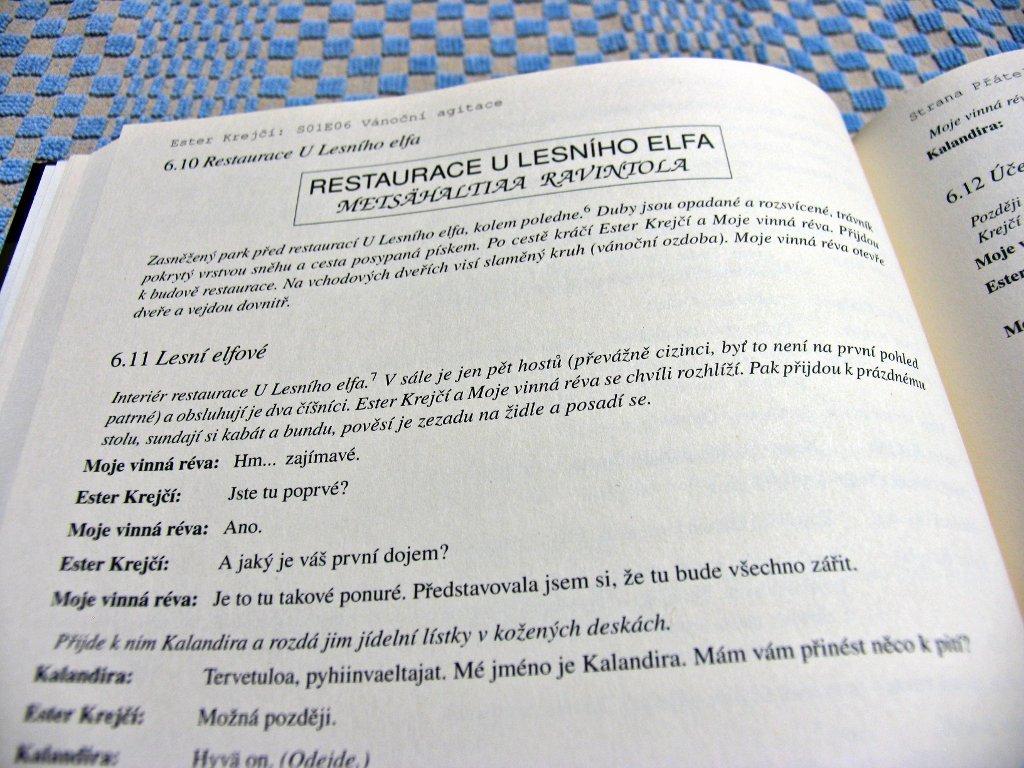 Ester Krejčí: S01E06 Vánoční agitace
6.10 Restaurace U Lesního elfa
RESTAURACE U LESNÍHO ELFA
METSÄHALTIAA RAVINTOLA
Zasněžený park před restaurací U Lesního elfa, kolem poledne.6 Duby jsou opadané a rozsvícené, trávník
pokrytý vrstvou sněhu a cesta posypaná pískem. Po cestě kráčí Ester Krejčí a Moje vinná réva. Přijdou
k budově restaurace. Na vchodových dveřích visí slaměný kruh (vánoční ozdoba). Moje vinná réva otevře
dveře a vejdou dovnitř.
6.11 Lesní elfové
Interiér restaurace U Lesního elfa.7 V sále je jen pět hostů (převážně cizinci, byť to není na první pohled
patrné) a obsluhují je dva číšníci. Ester Krejčí a Moje vinná réva se chvíli rozhlíží. Pak přijdou k prázdnému
stolu, sundají si kabát a bundu, pověsí je zezadu na židle a posadí se.
Moje vinná réva: Hm... zajímavé.
Ester Krejčí: Jste tu poprvé?
Moje vinná réva: Ano.
Ester Krejčí: A jaký je váš první dojem?
Moje vinná réva: Je to tu takové ponuré. Představovala jsem si, že tu bude všechno zářit.
Přijde k nim Kalandira a rozdá jim jídelní lístky v kožených deskách.
Kalandira: Tervetuloa, pyhiinvaeltajat. Mé jméno je Kalandira. Mám vám přinést něco k pití?
Ester Krejčí: Možná později.
Kalandira: Hyvä on. (Odejde.)
Strana
Moje vinná
Kalandira:
6.12
Později
Krejčí
Moje
Ester